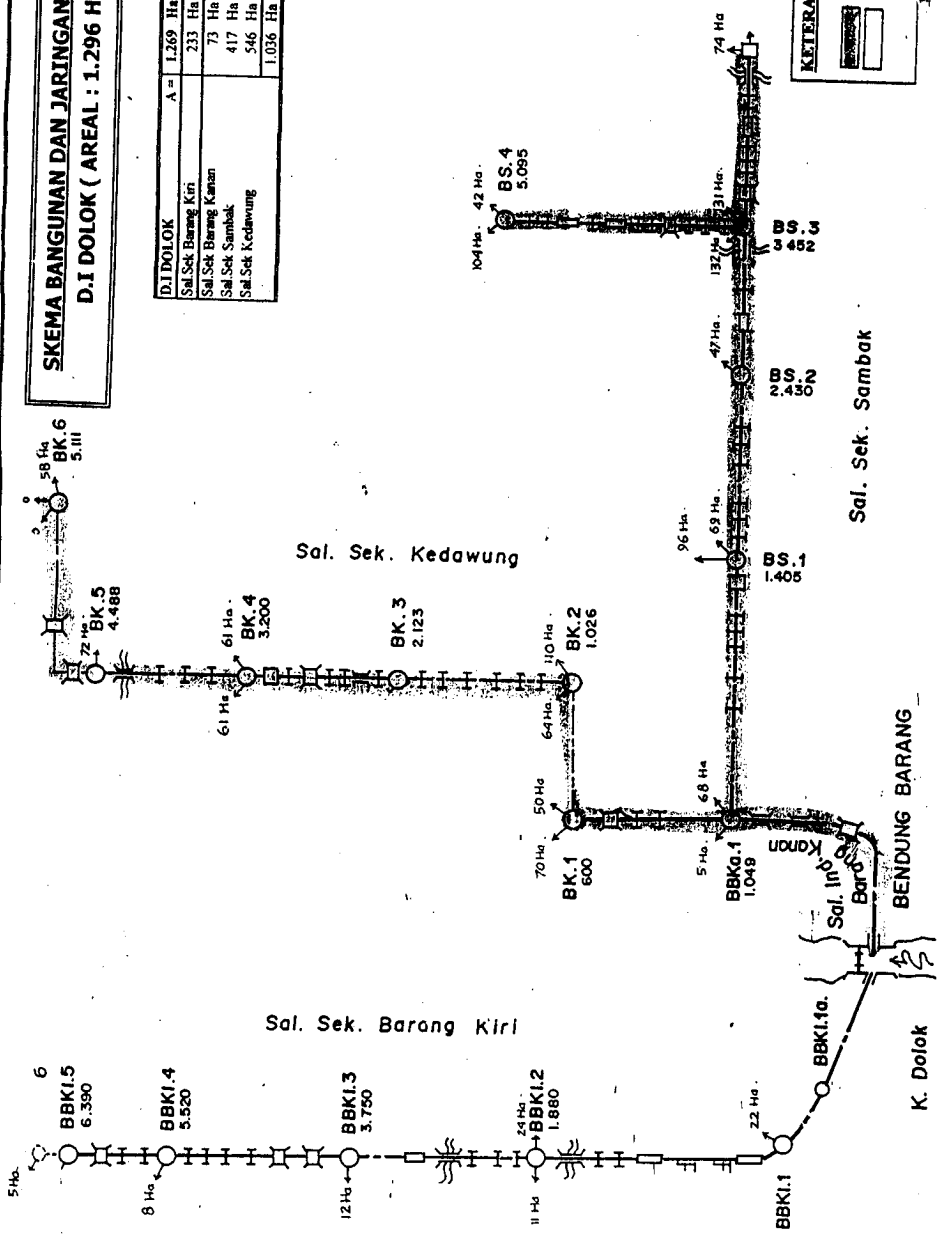 SKEMA BANGUNAN DAN JARINGAN
D.I DOLOK ( AREAL : 1.296 H
D.I DOLOK A = 1.269 Ha
Sal.Sek Barang Kiri 233 Ha
Sal.Sek Barang Kanan 73 Ha
Sal.Sek Sambak 417 Ha
Sal.Sek Kedawung 546 Ha
1.036 Ha
KETERA
58 Ha
BK.6
5.111
72 Ha.
BK.5
4.488
61 Ha.
61 Ha
BK.4
3.200
BK.3
2.123
110 Ha
64 Ha.
BK.2
1.026
50 Ha
70 Ha.
BK.1
600
Sal. Sek. Kedawung
104 Ha.
42 Ha.
BS.4
5.095
74 Ha
31 Ha.
132 Ha
BS.3
3 452
47 Ha.
BS.2
2.430
96 Ha.
69 Ha.
BS.1
1.405
Sal. Sek. Sambak
68 Ha
5 Ha.
BBKa.1
1.049
Sal. Ind.
Barang
Kanan
BENDUNG BARANG
K. Dolok
Sal. Sek. Barang Kiri
5 Ha.
6
BBKI.5
6.390
BBKI.4
5.520
8 Ha
BBKI.3
3.750
12 Ha
24 Ha.
BBKI.2
1.880
11 Ha
22 Ha.
BBKI.1
BBKI.1a.